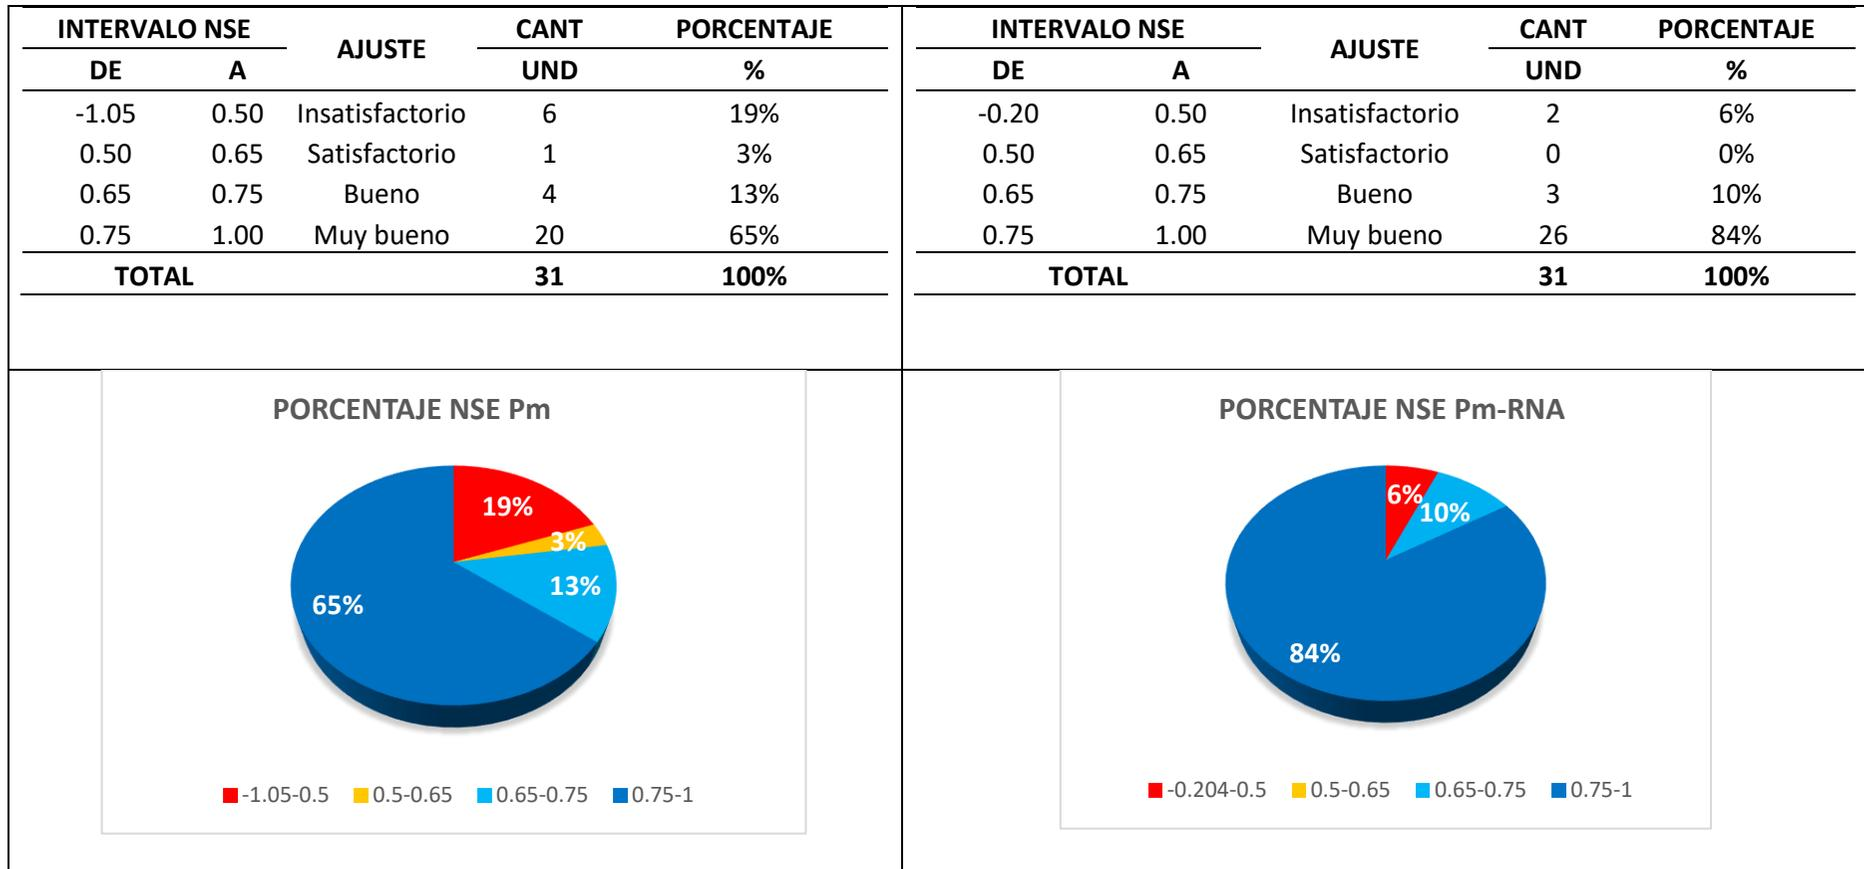 INTERVALO NSE AJUSTE CANT PORCENTAJE
DE A UND %
-1.05 0.50 Insatisfactorio 6 19%
0.50 0.65 Satisfactorio 1 3%
0.65 0.75 Bueno 4 13%
0.75 1.00 Muy bueno 20 65%
TOTAL 31 100%
INTERVALO NSE AJUSTE CANT PORCENTAJE
DE A UND %
-0.20 0.50 Insatisfactorio 2 6%
0.50 0.65 Satisfactorio 0 0%
0.65 0.75 Bueno 3 10%
0.75 1.00 Muy bueno 26 84%
TOTAL 31 100%
PORCENTAJE NSE Pm
19%
3%
13%
65%
-1.05-0.5 0.5-0.65 0.65-0.75 0.75-1
PORCENTAJE NSE Pm-RNA
6%
10%
84%
-0.204-0.5 0.5-0.65 0.65-0.75 0.75-1